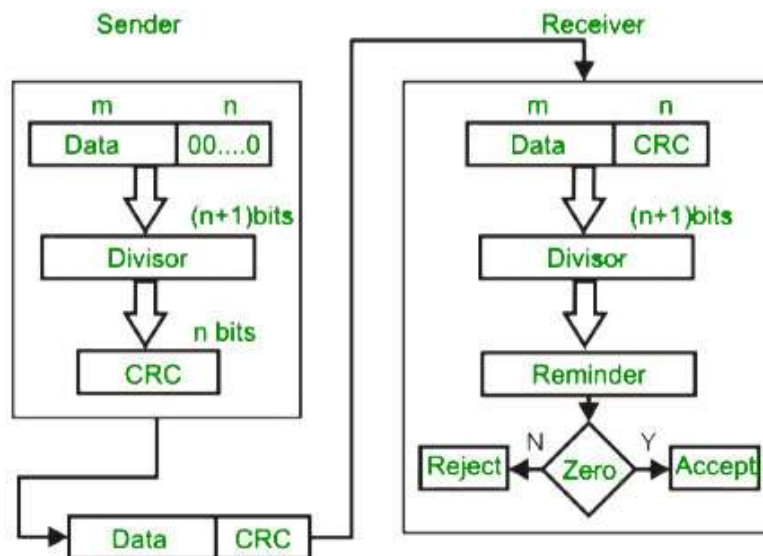 Sender
m n
Data 00....0
(n+1)bits
Divisor
n bits
CRC
Data CRC
Receiver
m n
Data CRC
(n+1)bits
Divisor
Reminder
N Y
Reject Zero Accept